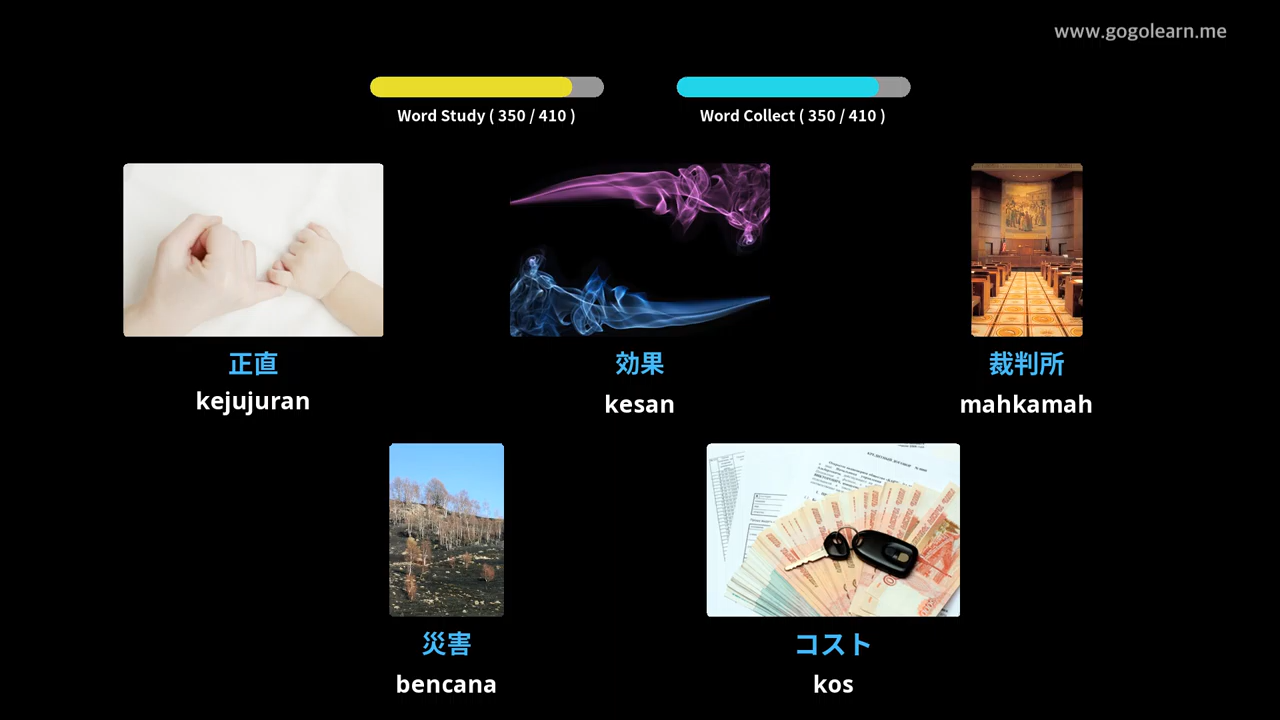 www.gogolearn.me
Word Study ( 350 / 410 )
Word Collect ( 350 / 410 )
正直
kejujuran
効果
kesan
裁判所
mahkamah
災害
bencana
コスト
kos